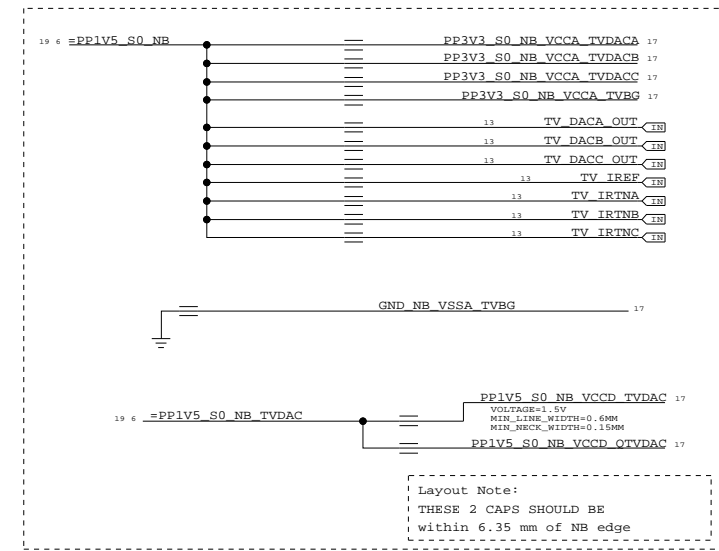 19 6 =PP1V5_S0_NB
PP3V3_S0_NB_VCCA_TVDACA 17
PP3V3_S0_NB_VCCA_TVDACB 17
PP3V3_S0_NB_VCCA_TVDACC 17
PP3V3_S0_NB_VCCA_TVBG 17
13 TV_DACA_OUT IN
13 TV_DACB_OUT IN
13 TV_DACC_OUT IN
13 TV_IREF IN
13 TV_IRTNA IN
13 TV_IRTNB IN
13 TV_IRTNC IN
GND_NB_VSSA_TVBG 17
PP1V5_S0_NB_VCCD_TVDAC 17
VOLTAGE=1.5V
MIN_LINE_WIDTH=0.6MM
MIN_NECK_WIDTH=0.15MM
19 6 =PP1V5_S0_NB_TVDAC
PP1V5_S0_NB_VCCD_QTVDAC 17
Layout Note:
THESE 2 CAPS SHOULD BE
within 6.35 mm of NB edge